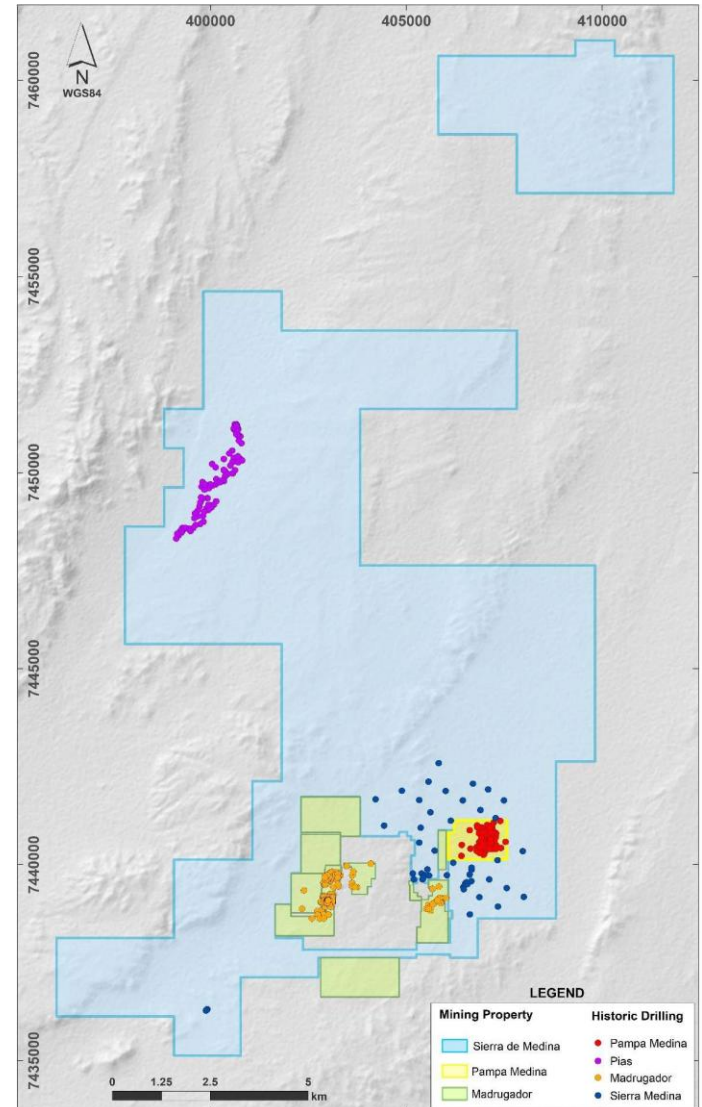 400000 405000 410000
N
WGS84
7460000
7455000
7450000
7445000
7440000
7435000
LEGEND
Mining Property Historic Drilling
Sierra de Medina
Pampa Medina
Madrugador
Pampa Medina
Pias
Madrugador
Sierra Medina
0 1.25 2.5 5
km